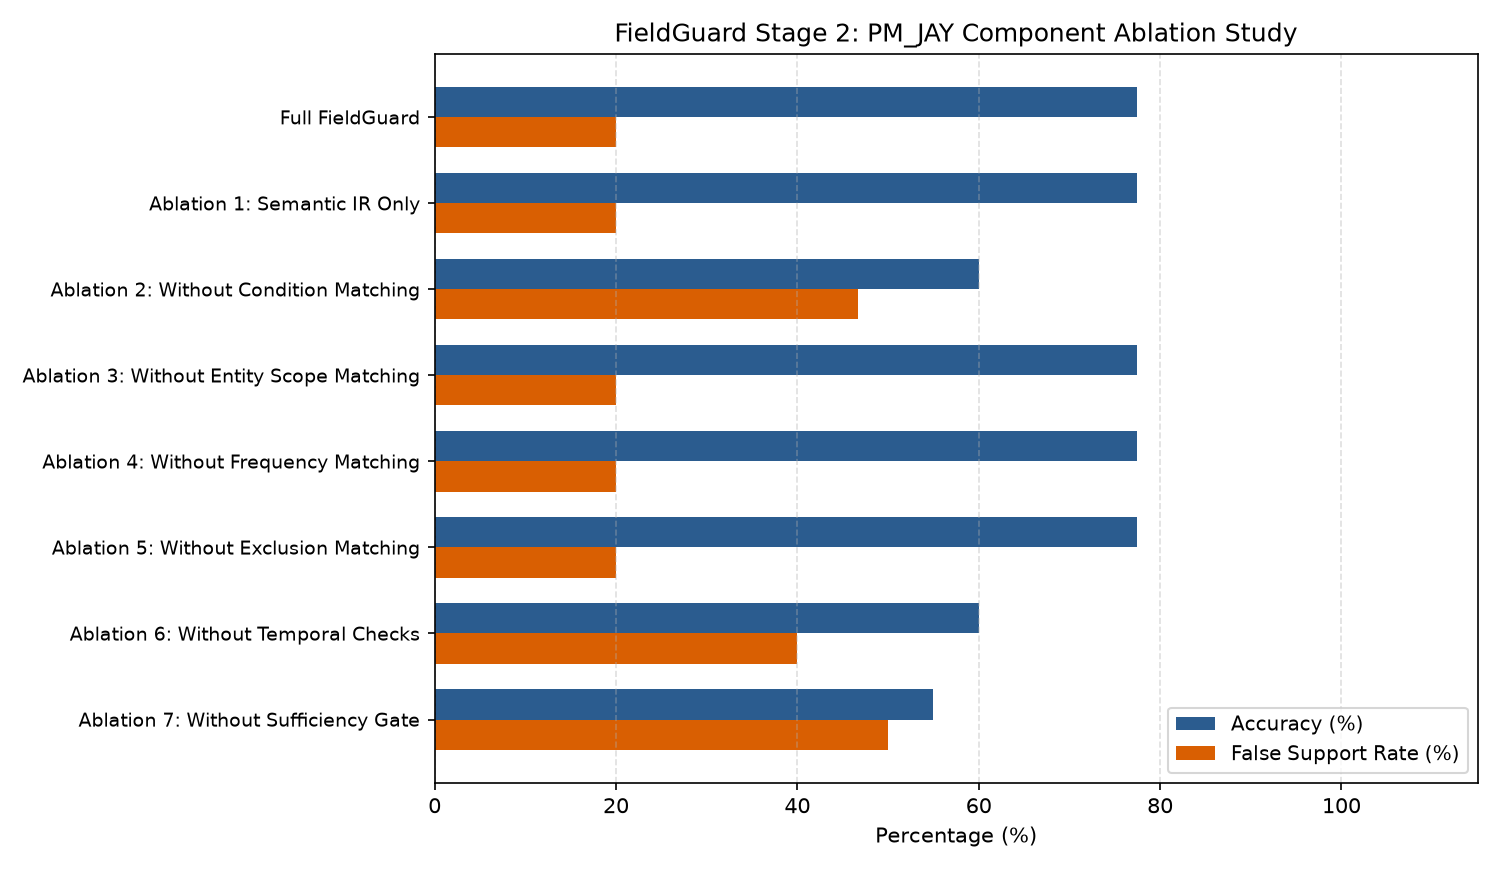 FieldGuard Stage 2: PM_JAY Component Ablation Study
Full FieldGuard
Ablation 1: Semantic IR Only
Ablation 2: Without Condition Matching
Ablation 3: Without Entity Scope Matching
Ablation 4: Without Frequency Matching
Ablation 5: Without Exclusion Matching
Ablation 6: Without Temporal Checks
Ablation 7: Without Sufficiency Gate
Accuracy (%)
False Support Rate (%)
0 20 40 60 80 100
Percentage (%)